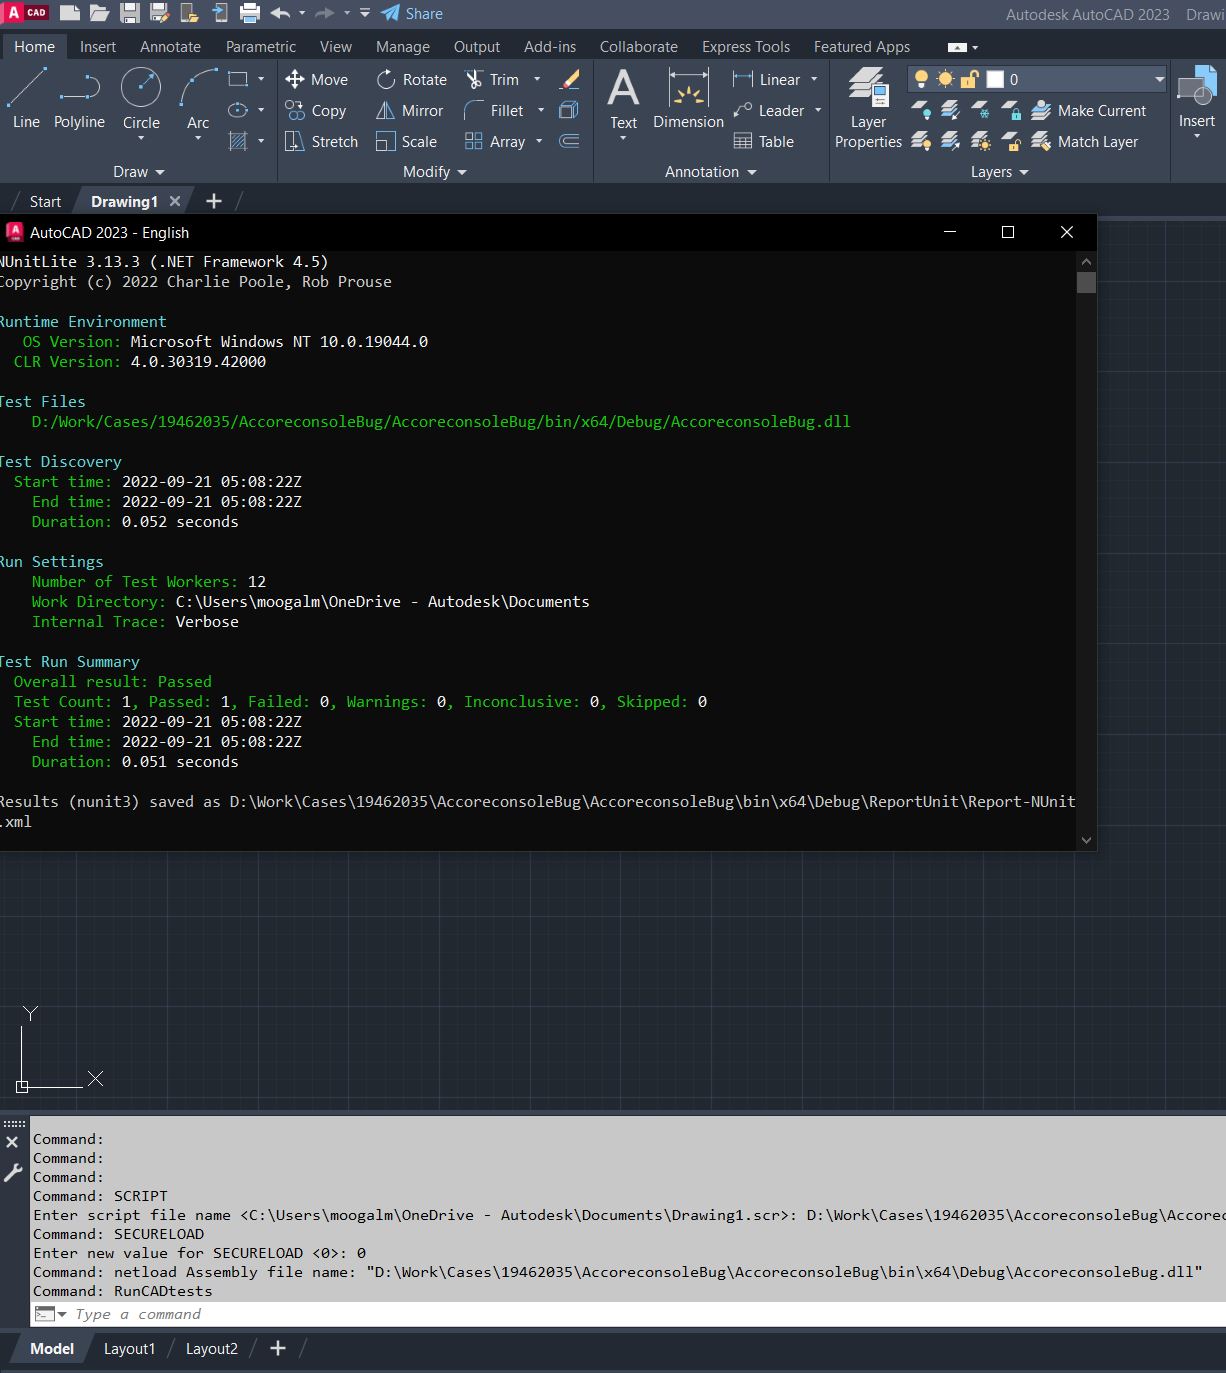 A CAD
Share
Autodesk AutoCAD 2023 Drawi
Home Insert Annotate Parametric View Manage Output Add-ins Collaborate Express Tools Featured Apps
Line Polyline Circle Arc
Move Rotate Trim
Copy Mirror Fillet
Stretch Scale Array
Text Dimension
Linear
Leader
Table
Layer
Properties
0
Make Current
Match Layer
Insert
Draw Modify Annotation Layers
Start Drawing1
AutoCAD 2023 - English
NUnitLite 3.13.3 (.NET Framework 4.5)
Copyright (c) 2022 Charlie Poole, Rob Prouse
Runtime Environment
OS Version: Microsoft Windows NT 10.0.19044.0
CLR Version: 4.0.30319.42000
Test Files
D:/Work/Cases/19462035/AccoreconsoleBug/AccoreconsoleBug/bin/x64/Debug/AccoreconsoleBug.dll
Test Discovery
Start time: 2022-09-21 05:08:22Z
End time: 2022-09-21 05:08:22Z
Duration: 0.052 seconds
Run Settings
Number of Test Workers: 12
Work Directory: C:\Users\moogalm\OneDrive - Autodesk\Documents
Internal Trace: Verbose
Test Run Summary
Overall result: Passed
Test Count: 1, Passed: 1, Failed: 0, Warnings: 0, Inconclusive: 0, Skipped: 0
Start time: 2022-09-21 05:08:22Z
End time: 2022-09-21 05:08:22Z
Duration: 0.051 seconds
Results (nunit3) saved as D:\Work\Cases\19462035\AccoreconsoleBug\AccoreconsoleBug\bin\x64\Debug\ReportUnit\Report-NUnit
.xml
Y
X
Command:
Command:
Command:
Command: SCRIPT
Enter script file name <C:\Users\moogalm\OneDrive - Autodesk\Documents\Drawing1.scr>: D:\Work\Cases\19462035\AccoreconsoleBug\Accorec
Command: SECURELOAD
Enter new value for SECURELOAD <0>: 0
Command: netload Assembly file name: "D:\Work\Cases\19462035\AccoreconsoleBug\AccoreconsoleBug\bin\x64\Debug\AccoreconsoleBug.dll"
Command: RunCADtests
Type a command
Model Layout1 Layout2